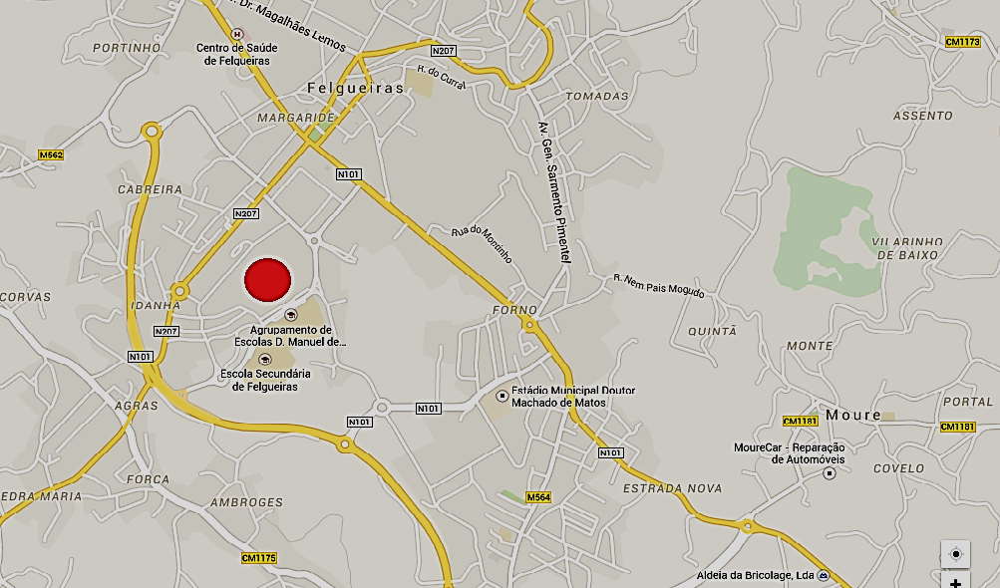 Dr. Magalhães Lemos
PORTINHO
H
Centro de Saúde
de Felgueiras
N207
CM1173
R. do Curral
Felgueiras
TOMADAS
MARGARIDE
ASSENTO
M562
Av. Gen. Sarmento Pimentel
N101
CABREIRA
N207
Rua do Montinho
VILARINHO
DE BAIXO
R. Nem Pais Mogudo
CORVAS
IDANHA
FORNO
Agrupamento de
Escolas D. Manuel de...
N207
QUINTÃ
MONTE
N101
Escola Secundária
de Felgueiras
Estádio Municipal Doutor
Machado de Matos
AGRAS
N101
N101
Moure
PORTAL
CM1181
CM1181
MoureCar - Reparação
de Automóveis
N101
COVELO
FORCA
EDRA MARIA
AMBROGES
M564
ESTRADA NOVA
CM1175
Aldeia da Bricolage, Lda
+